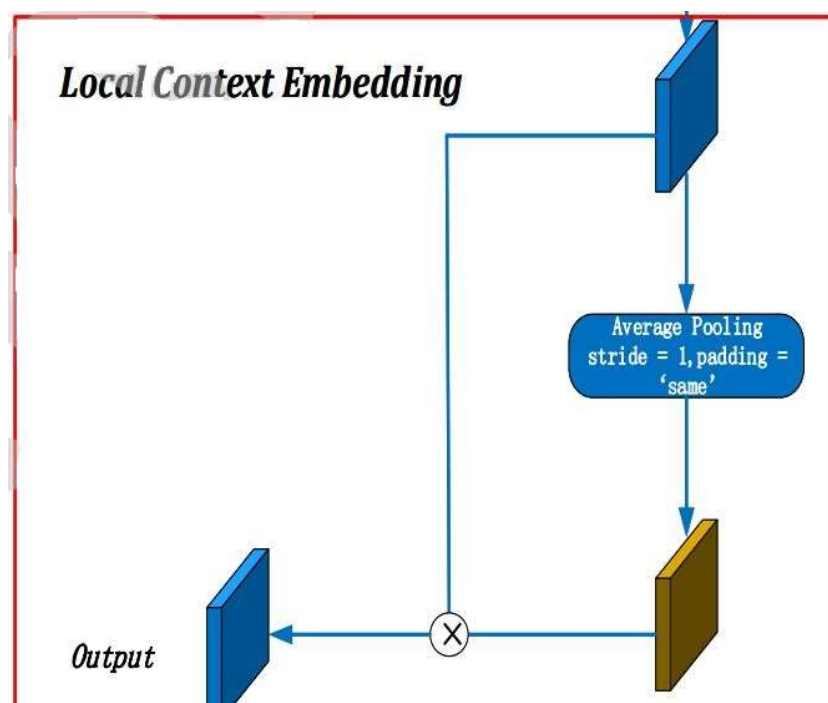 Local Context Embedding
Average Pooling
stride = 1,padding =
‘same’
X
Output